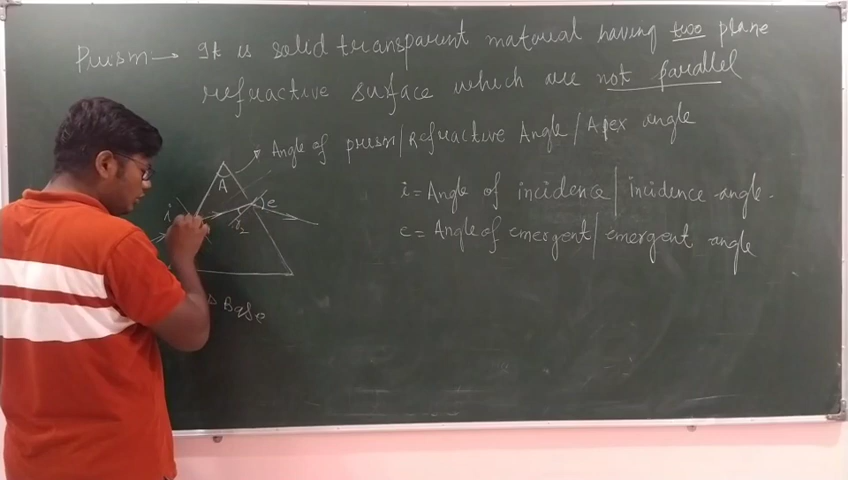 Prism → It is solid transparent material having two plane
refractive surface which are not parallel
Angle of prism/Refractive Angle/Apex angle
A
i
e
r2
i = Angle of incidence/incidence angle.
e = Angle of emergent/emergent angle
Base